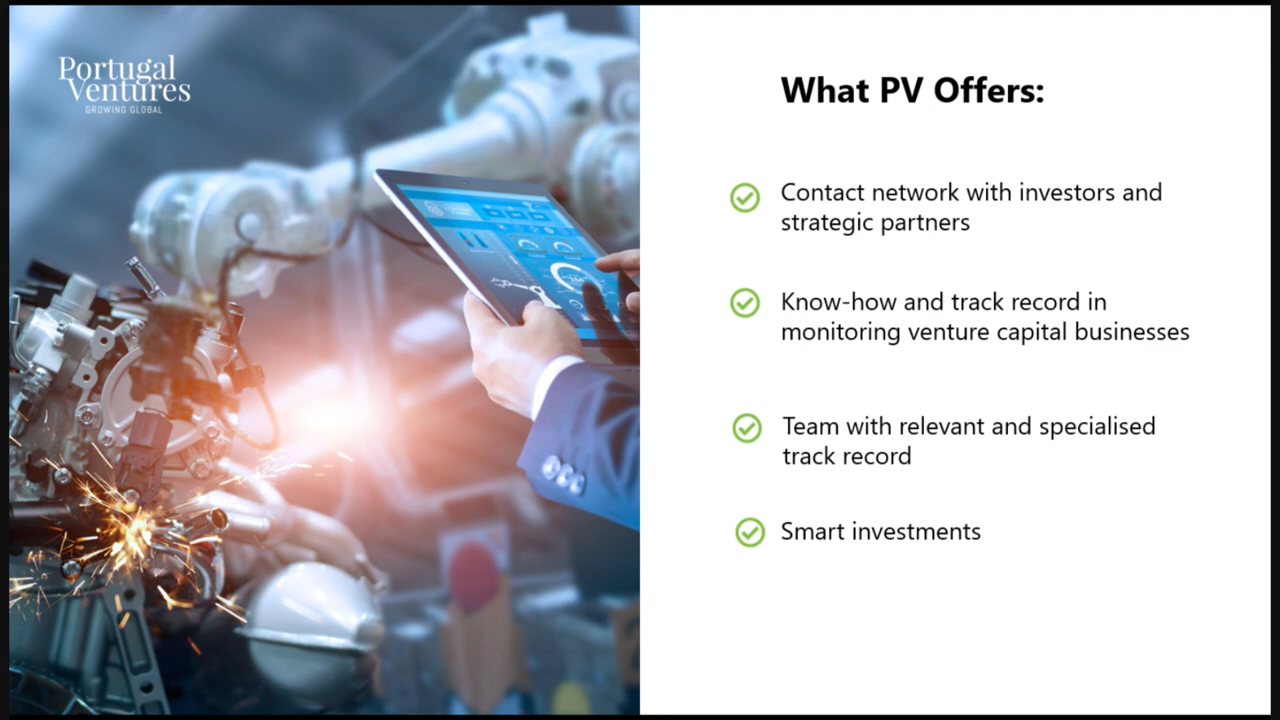 Portugal
Ventures
GROWING GLOBAL
What PV Offers:
Contact network with investors and
strategic partners
Know-how and track record in
monitoring venture capital businesses
Team with relevant and specialised
track record
Smart investments